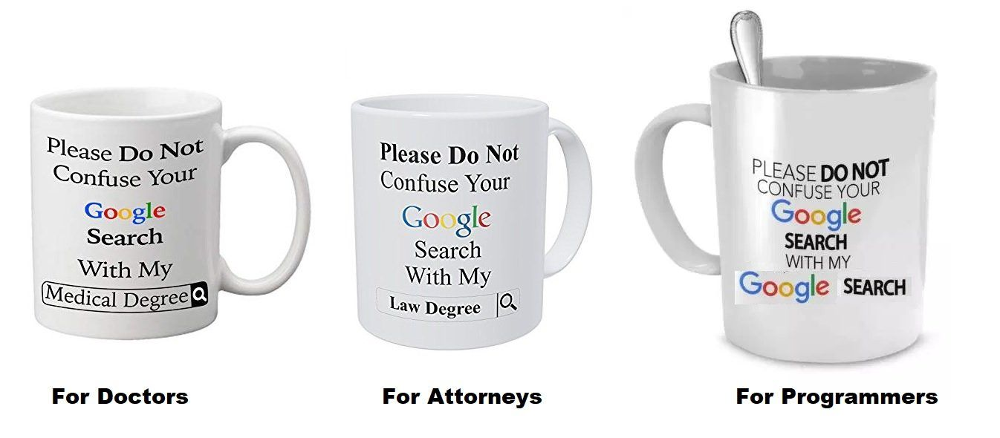 Please Do Not
Confuse Your
Google
Search
With My
Medical Degree
For Doctors
Please Do Not
Confuse Your
Google
Search
With My
Law Degree
For Attorneys
PLEASE DO NOT
CONFUSE YOUR
Google
SEARCH
WITH MY
Google SEARCH
For Programmers